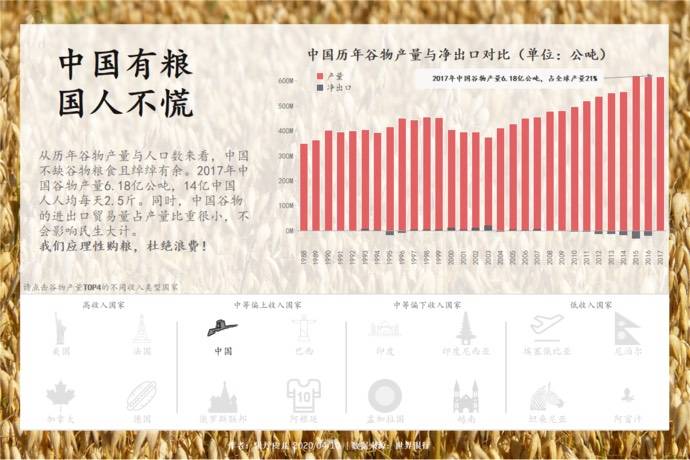 中国有粮
国人不慌
从历年谷物产量与人口数来看，中国
不缺谷物粮食且绰绰有余。2017年中
国谷物产量6.18亿公吨，14亿中国
人人均每天2.5斤。同时，中国谷物
的进出口贸易量占产量比重很小，不
会影响民生大计。
我们应理性购粮，杜绝浪费！
中国历年谷物产量与净出口对比（单位：公吨）
产量
净出口
2017年中国谷物产量6.18亿公吨，占全球产量21%
600M
500M
400M
300M
200M
100M
0M
1988 1989 1990 1991 1992 1993 1994 1995 1996 1997 1998 1999 2000 2001 2002 2003 2004 2005 2006 2007 2008 2009 2010 2011 2012 2013 2014 2015 2016 2017
请点击谷物产量TOP4的不同收入类型国家
高收入国家 中等偏上收入国家 中等偏下收入国家 低收入国家
美国 法国 中国 巴西 印度 印度尼西亚 埃塞俄比亚 尼泊尔
10
加拿大 德国 俄罗斯联邦 阿根廷 孟加拉国 越南 坦桑尼亚 阿富汗
作者： 2020/04/10 | 数据来源：世界银行